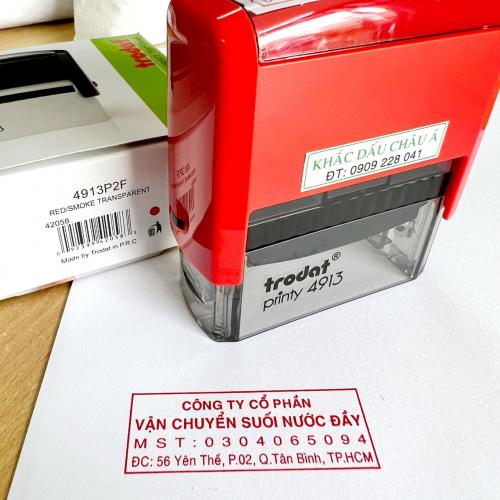 trodat
4913P2F
RED/SMOKE TRANSPARENT
42058
Made by Trodat in P.R.C
KHẮC DẤU CHÂU Á
ĐT: 0909 228 041
trodat®
printy 4913
CÔNG TY CỔ PHẦN
VẬN CHUYỂN SUỐI NƯỚC ĐẦY
MST: 0304065094
ĐC: 56 Yên Thế, P.02, Q.Tân Bình, TP.HCM